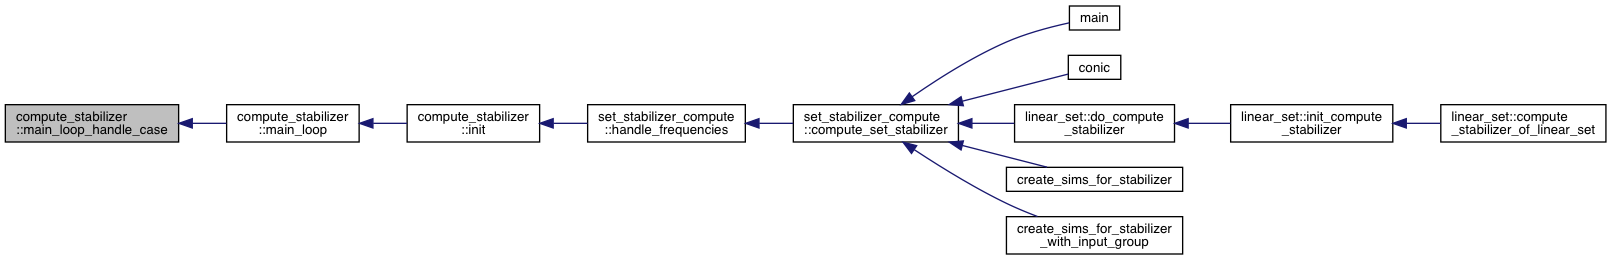 compute_stabilizer
::main_loop_handle_case
compute_stabilizer
::main_loop
compute_stabilizer
::init
set_stabilizer_compute
::handle_frequencies
set_stabilizer_compute
::compute_set_stabilizer
main
conic
linear_set::do_compute
_stabilizer
linear_set::init_compute
_stabilizer
linear_set::compute
_stabilizer_of_linear_set
create_sims_for_stabilizer
create_sims_for_stabilizer
_with_input_group